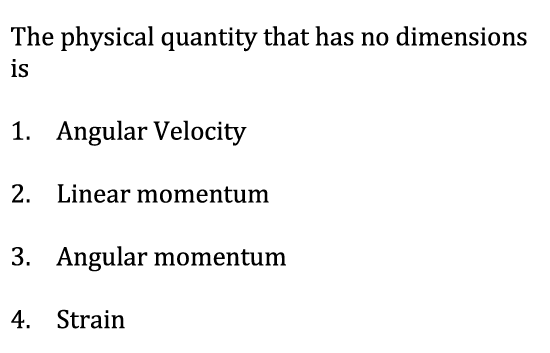 The physical quantity that has no dimensions
is
1. Angular Velocity
2. Linear momentum
3. Angular momentum
4. Strain